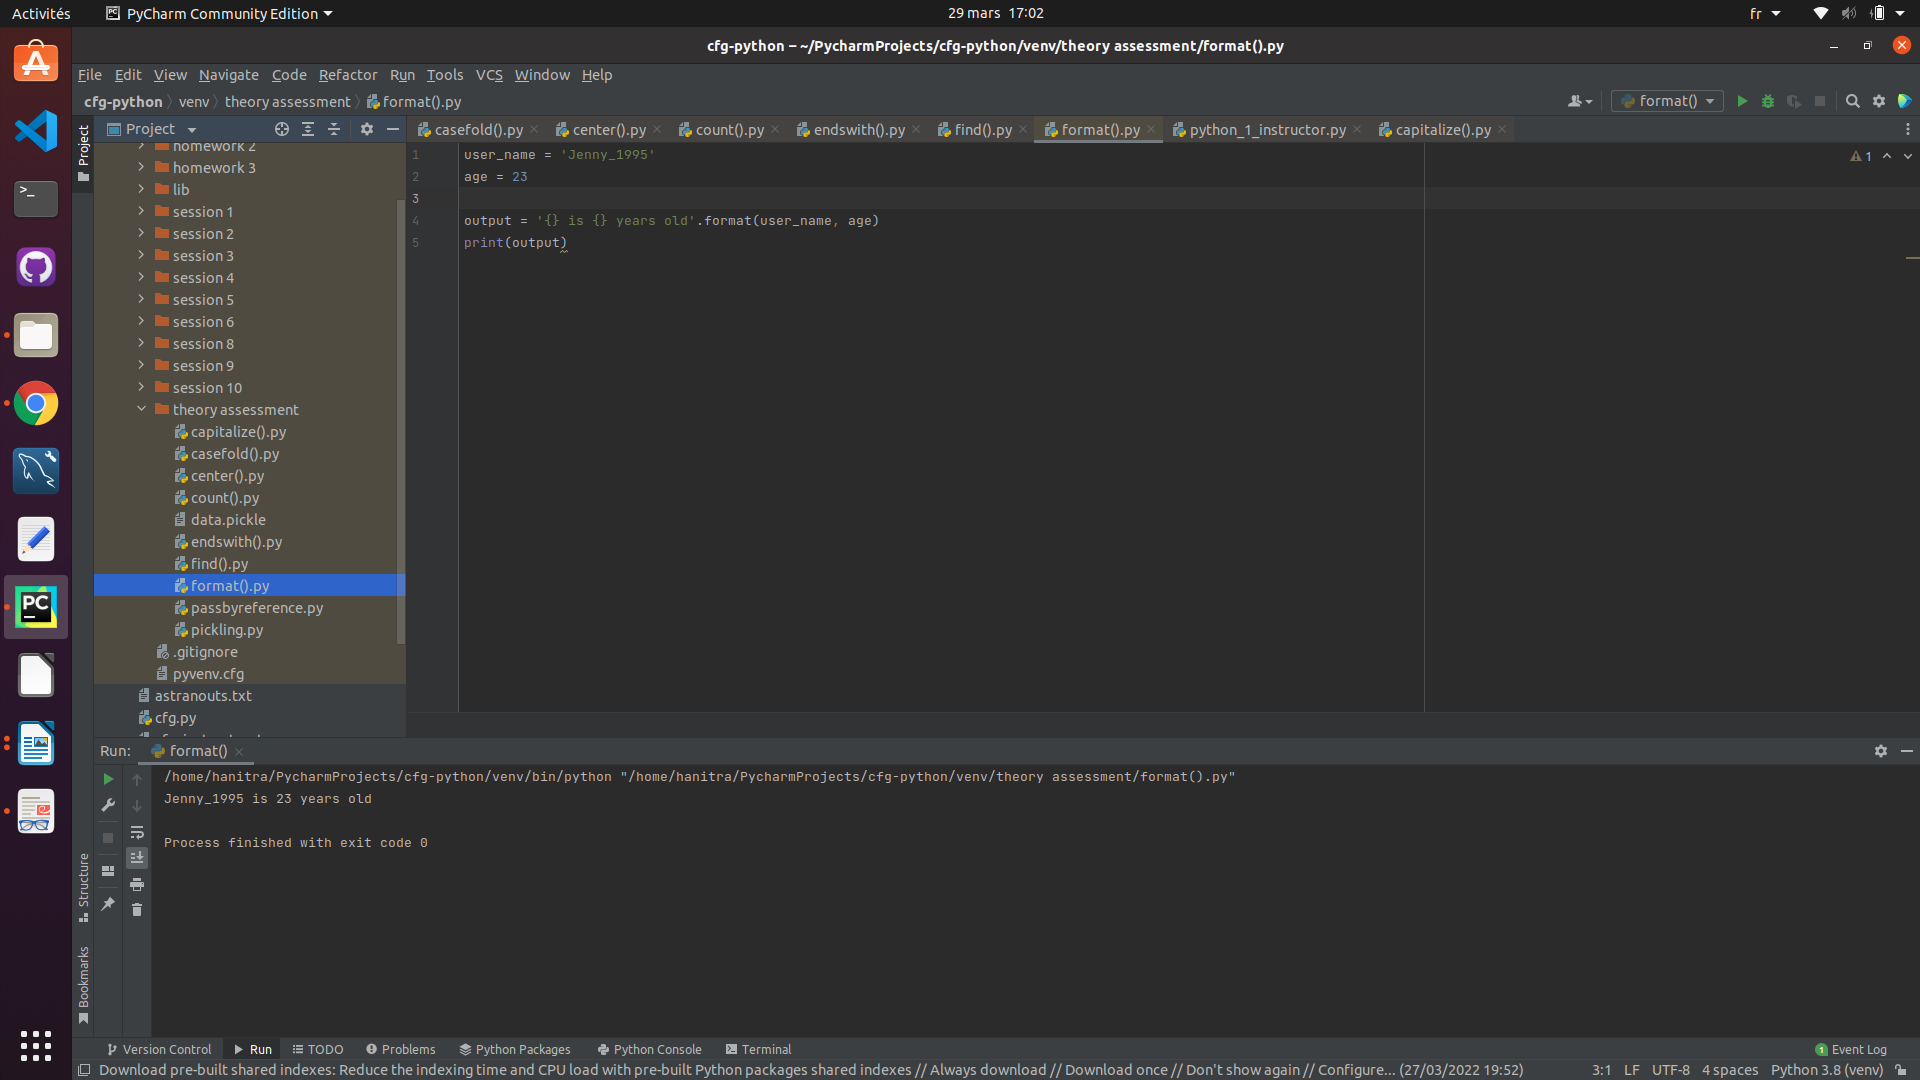 Activités
PyCharm Community Edition
29 mars 17:02
fr
cfg-python – ~/PycharmProjects/cfg-python/venv/theory assessment/format().py
File Edit View Navigate Code Refactor Run Tools VCS Window Help
cfg-python venv theory assessment format().py
format()
Project
Project
casefold().py center().py count().py endswith().py find().py format().py python_1_instructor.py capitalize().py
homework 2
homework 3
lib
session 1
session 2
session 3
session 4
session 5
session 6
session 8
session 9
session 10
theory assessment
capitalize().py
casefold().py
center().py
count().py
data.pickle
endswith().py
find().py
format().py
passbyreference.py
pickling.py
.gitignore
pyvenv.cfg
astranouts.txt
cfg.py
1 user_name = 'Jenny_1995'
2 age = 23
3
4 output = '{} is {} years old'.format(user_name, age)
5 print(output)
1
Run: format()
/home/hanitra/PycharmProjects/cfg-python/venv/bin/python "/home/hanitra/PycharmProjects/cfg-python/venv/theory assessment/format().py"
Jenny_1995 is 23 years old
Process finished with exit code 0
Structure
Bookmarks
Version Control Run TODO Problems Python Packages Python Console Terminal
1 Event Log
Download pre-built shared indexes: Reduce the indexing time and CPU load with pre-built Python packages shared indexes // Always download // Download once // Don't show again // Configure... (27/03/2022 19:52)
3:1 LF UTF-8 4 spaces Python 3.8 (venv)